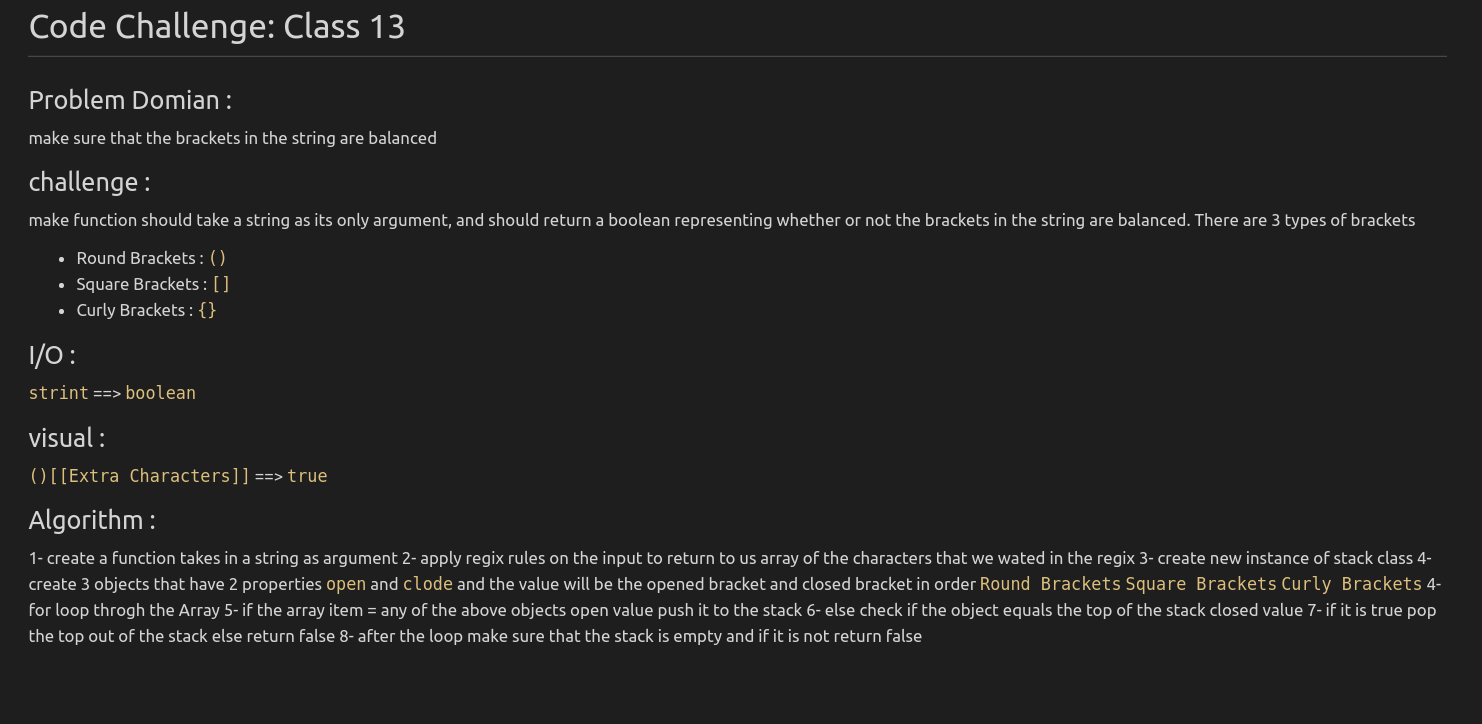 Code Challenge: Class 13
Problem Domian :
make sure that the brackets in the string are balanced
challenge :
make function should take a string as its only argument, and should return a boolean representing whether or not the brackets in the string are balanced. There are 3 types of brackets
• Round Brackets : ()
• Square Brackets : []
• Curly Brackets : {}
I/O :
strint ==> boolean
visual :
()[[Extra Characters]] ==> true
Algorithm :
1- create a function takes in a string as argument 2- apply regix rules on the input to return to us array of the characters that we wated in the regix 3- create new instance of stack class 4-
create 3 objects that have 2 properties open and clode and the value will be the opened bracket and closed bracket in order Round Brackets Square Brackets Curly Brackets 4-
for loop throgh the Array 5- if the array item = any of the above objects open value push it to the stack 6- else check if the object equals the top of the stack closed value 7- if it is true pop
the top out of the stack else return false 8- after the loop make sure that the stack is empty and if it is not return false